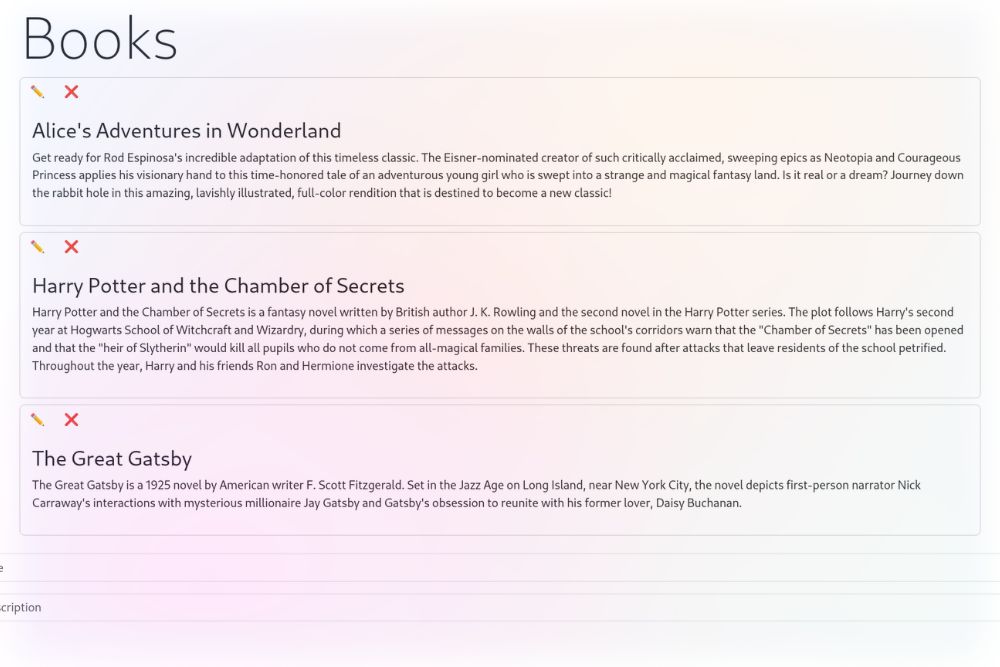 Books
Alice's Adventures in Wonderland
Get ready for Rod Espinosa's incredible adaptation of this timeless classic. The Eisner-nominated creator of such critically acclaimed, sweeping epics as Neotopia and Courageous
Princess applies his visionary hand to this time-honored tale of an adventurous young girl who is swept into a strange and magical fantasy land. Is it real or a dream? Journey down
the rabbit hole in this amazing, lavishly illustrated, full-color rendition that is destined to become a new classic!
Harry Potter and the Chamber of Secrets
Harry Potter and the Chamber of Secrets is a fantasy novel written by British author J. K. Rowling and the second novel in the Harry Potter series. The plot follows Harry's second
year at Hogwarts School of Witchcraft and Wizardry, during which a series of messages on the walls of the school's corridors warn that the "Chamber of Secrets" has been opened
and that the "heir of Slytherin" would kill all pupils who do not come from all-magical families. These threats are found after attacks that leave residents of the school petrified.
Throughout the year, Harry and his friends Ron and Hermione investigate the attacks.
The Great Gatsby
The Great Gatsby is a 1925 novel by American writer F. Scott Fitzgerald. Set in the Jazz Age on Long Island, near New York City, the novel depicts first-person narrator Nick
Carraway's interactions with mysterious millionaire Jay Gatsby and Gatsby's obsession to reunite with his former lover, Daisy Buchanan.
e
scription